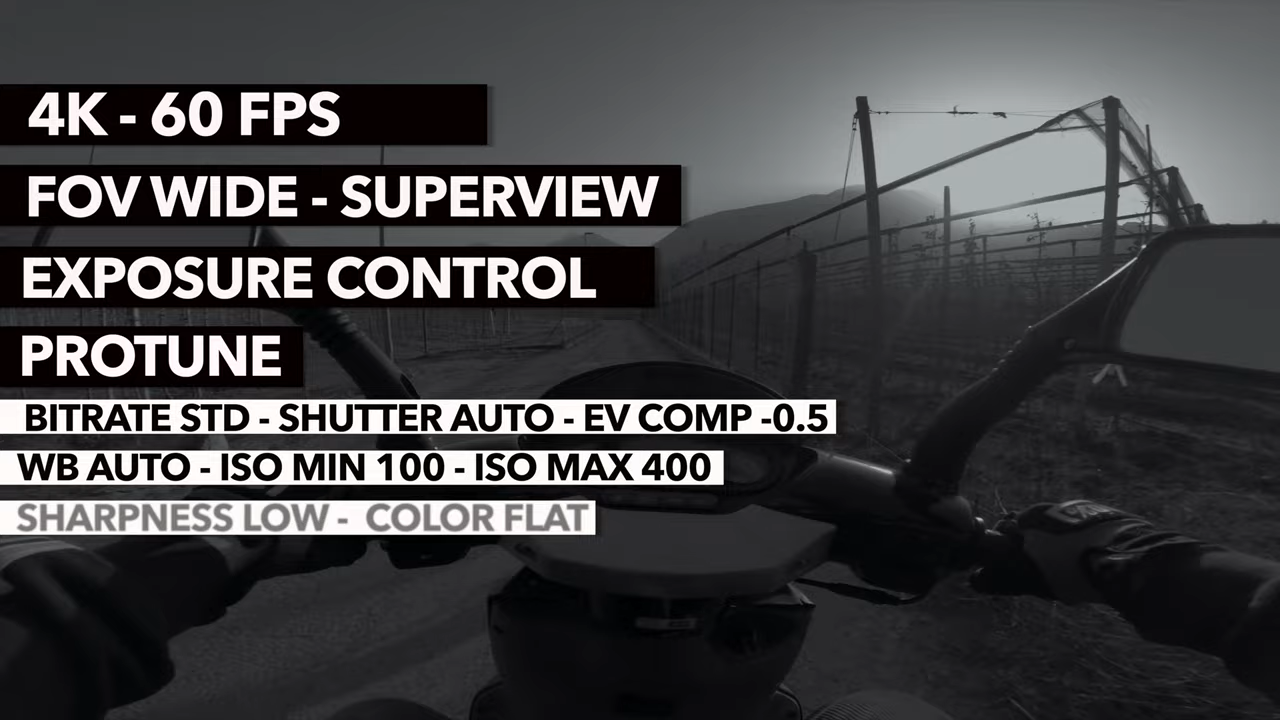 4K - 60 FPS
FOV WIDE - SUPERVIEW
EXPOSURE CONTROL
PROTUNE
BITRATE STD - SHUTTER AUTO - EV COMP -0.5
WB AUTO - ISO MIN 100 - ISO MAX 400
SHARPNESS LOW - COLOR FLAT